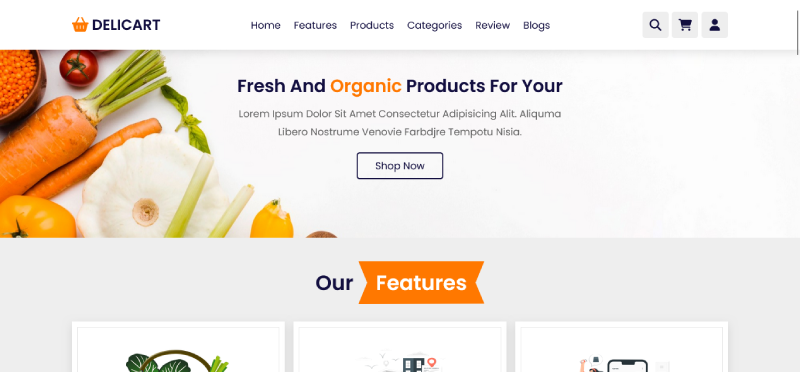 DELICART
Home Features Products Categories Review Blogs
Fresh And Organic Products For Your
Lorem Ipsum Dolor Sit Amet Consectetur Adipisicing Alit. Aliquma
Libero Nostrume Venovie Farbdjre Tempotu Nisia.
Shop Now
Our Features